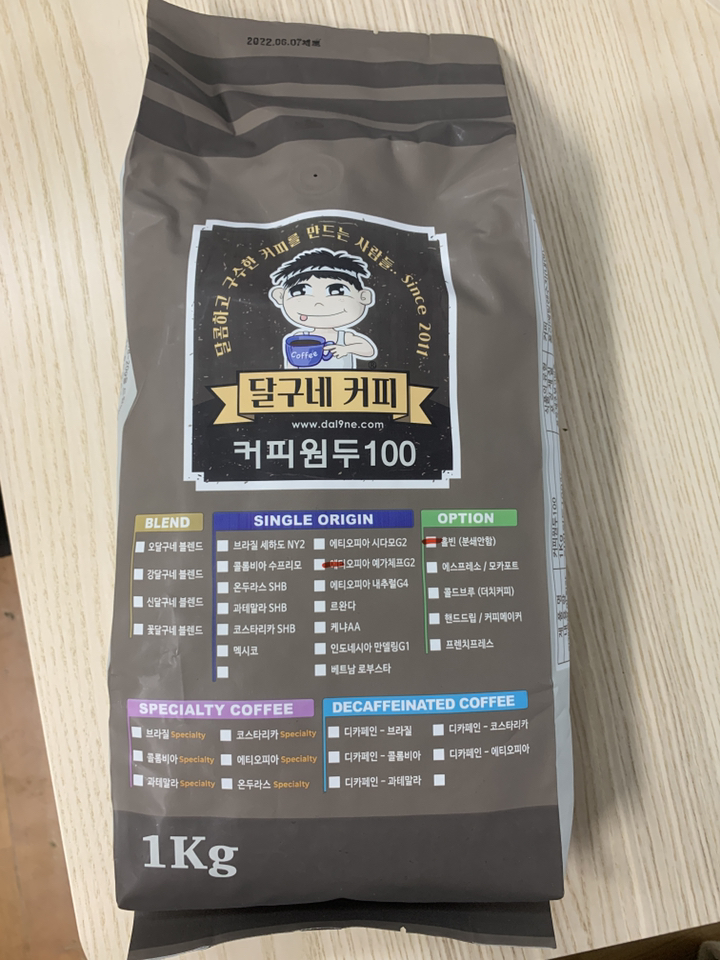 2022.06.07제조
달콤하고 구수한 커피를 만드는 사람들.. Since 2011
Coffee
달구네 커피
www.dal9ne.com
커피원두100
BLEND
오달구네 블렌드
강달구네 블렌드
신달구네 블렌드
꽃달구네 블렌드
SINGLE ORIGIN
브라질 세하도 NY2
콜롬비아 수프리모
온두라스 SHB
과테말라 SHB
코스타리카 SHB
멕시코
에티오피아 시다모G2
에티오피아 예가체프G2
에티오피아 내추럴G4
르완다
케냐AA
인도네시아 만델링G1
베트남 로부스타
OPTION
홀빈 (분쇄안함)
에스프레소 / 모카포트
콜드브루 (더치커피)
핸드드립 / 커피메이커
프렌치프레스
SPECIALTY COFFEE
브라질 Specialty
콜롬비아 Specialty
과테말라 Specialty
코스타리카 Specialty
에티오피아 Specialty
온두라스 Specialty
DECAFFEINATED COFFEE
디카페인 - 브라질
디카페인 - 콜롬비아
디카페인 - 과테말라
디카페인 - 코스타리카
디카페인 - 에티오피아
1Kg
커피원두100